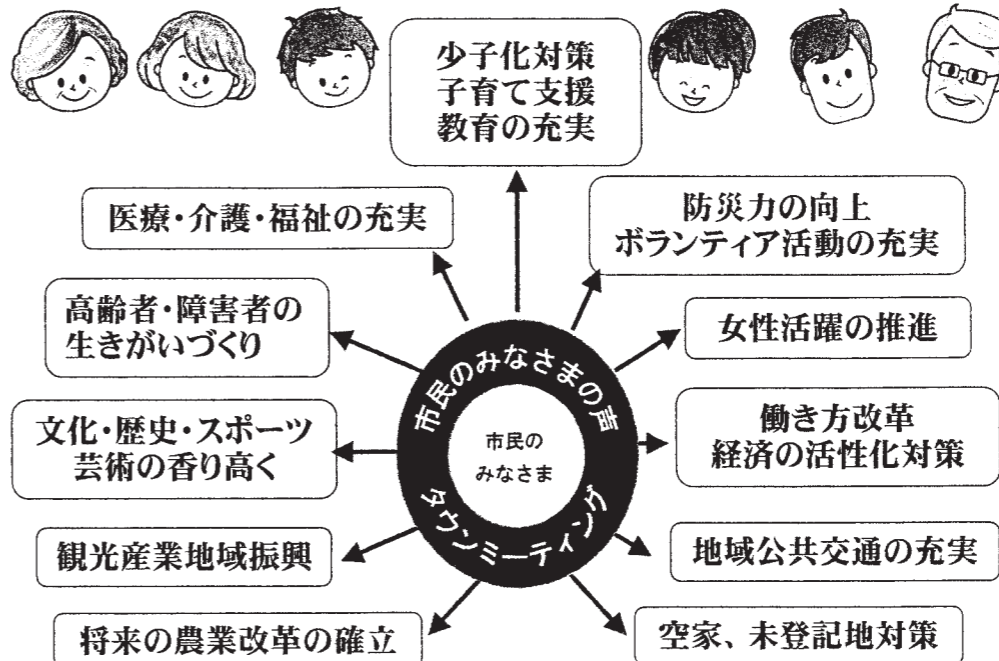 少子化対策
子育て支援
教育の充実
医療・介護・福祉の充実
防災力の向上
ボランティア活動の充実
高齢者・障害者の
生きがいづくり
女性活躍の推進
市民のみなさまの声
市民の
みなさま
タウンミーティング
文化・歴史・スポーツ
芸術の香り高く
働き方改革
経済の活性化対策
観光産業地域振興
地域公共交通の充実
将来の農業改革の確立
空家、未登記地対策